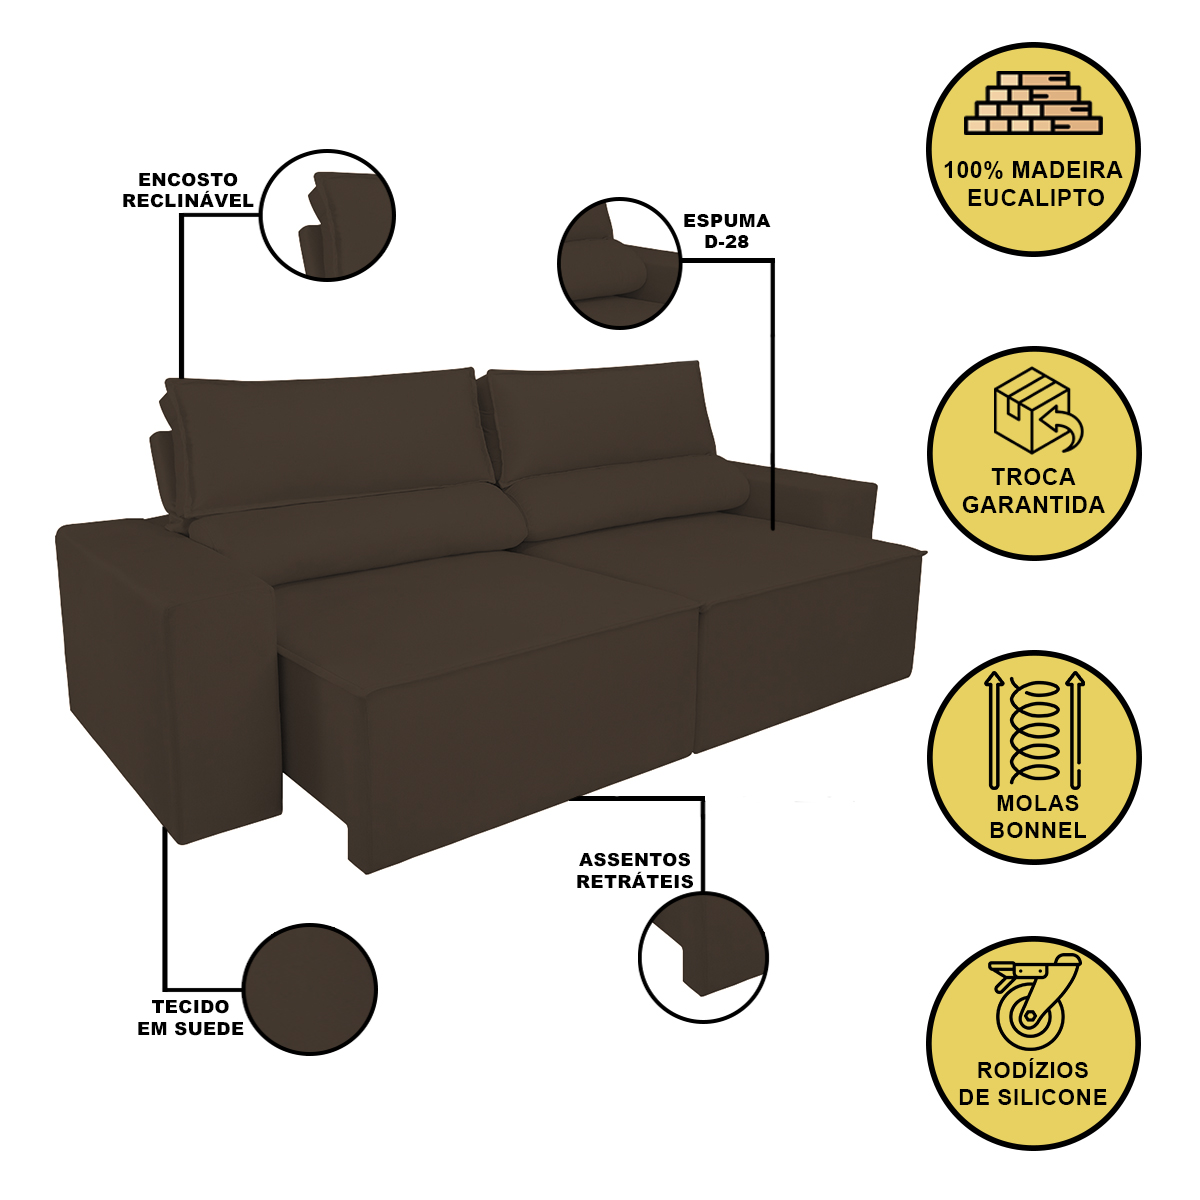 ENCOSTO
RECLINÁVEL
ESPUMA
D-28
100% MADEIRA
EUCALIPTO
TROCA
GARANTIDA
MOLAS
BONNEL
ASSENTOS
RETRÁTEIS
TECIDO
EM SUEDE
RODÍZIOS
DE SILICONE